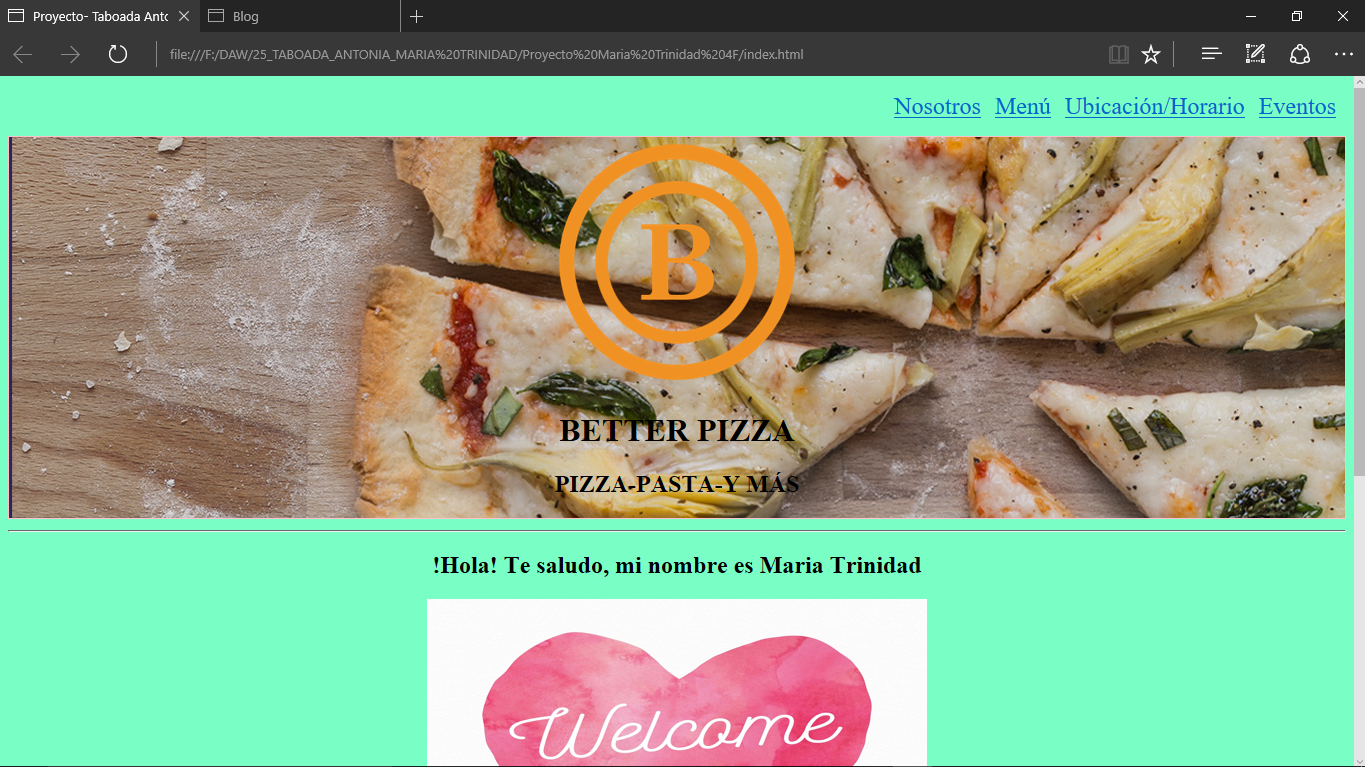 Proyecto- Taboada Anto
Blog
file:///F:/DAW/25_TABOADA_ANTONIA_MARIA%20TRINIDAD/Proyecto%20Maria%20Trinidad%204F/index.html
Nosotros Menú Ubicación/Horario Eventos
B
BETTER PIZZA
PIZZA-PASTA-Y MÁS
!Hola! Te saludo, mi nombre es Maria Trinidad
Welcome